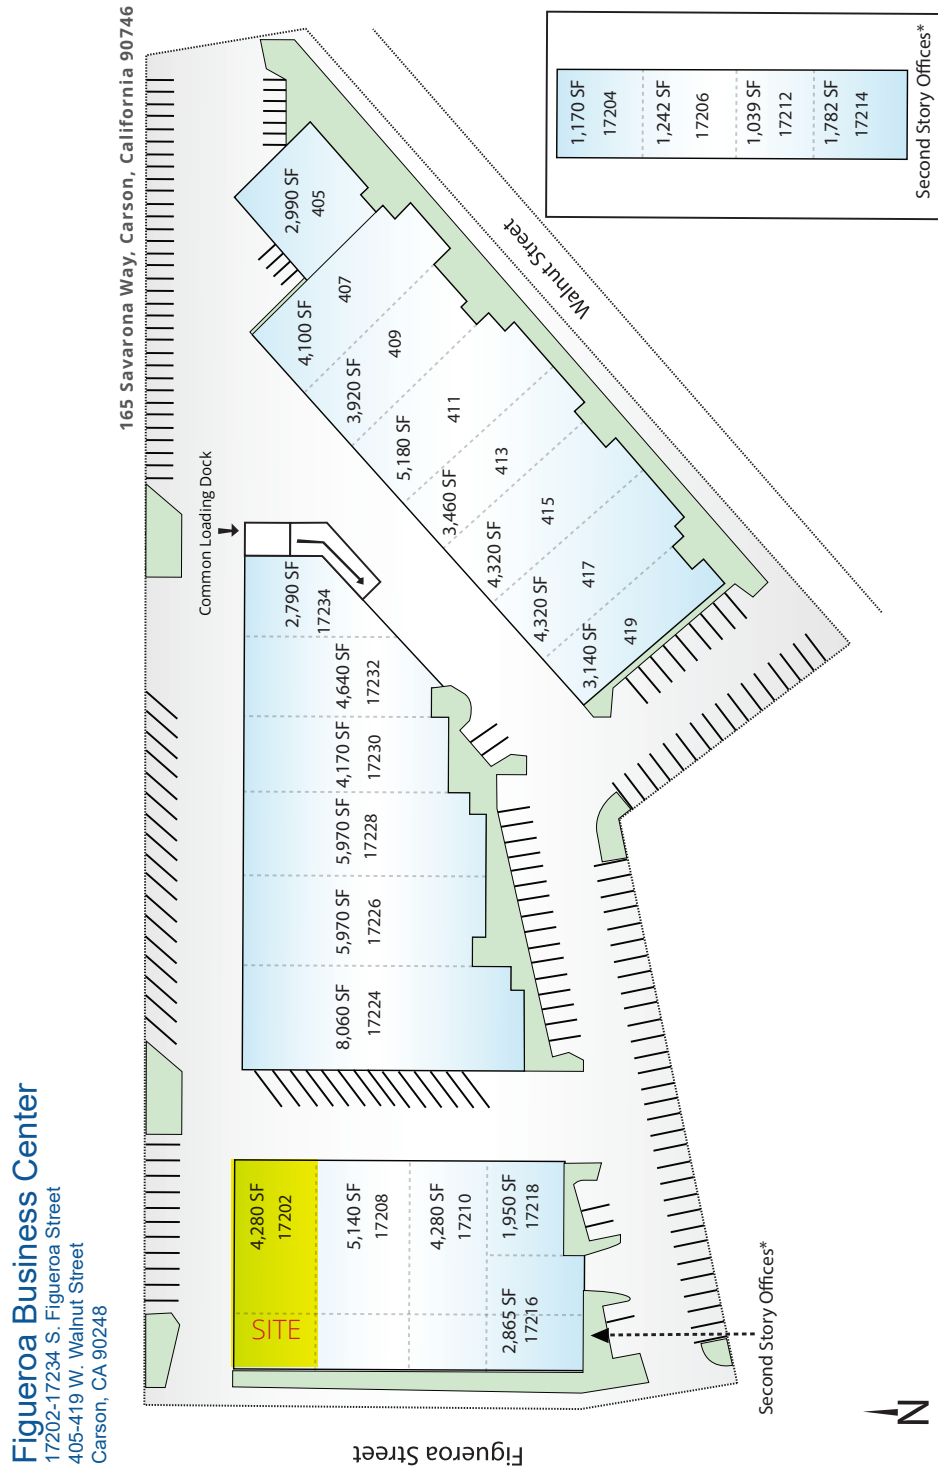 Figueroa Business Center
17202-17234 S. Figueroa Street
405-419 W. Walnut Street
Carson, CA 90248
165 Savarona Way, Carson, California 90746
Common Loading Dock
2,990 SF
405
4,100 SF
407
3,920 SF
409
5,180 SF
411
3,460 SF
413
4,320 SF
415
4,320 SF
417
3,140 SF
419
Walnut Street
2,790 SF
17234
4,640 SF
17232
4,170 SF
17230
5,970 SF
17228
5,970 SF
17226
8,060 SF
17224
4,280 SF
17202
SITE
5,140 SF
17208
4,280 SF
17210
1,950 SF
17218
2,865 SF
17216
Second Story Offices*
Figueroa Street
N
1,170 SF
17204
1,242 SF
17206
1,039 SF
17212
1,782 SF
17214
Second Story Offices*